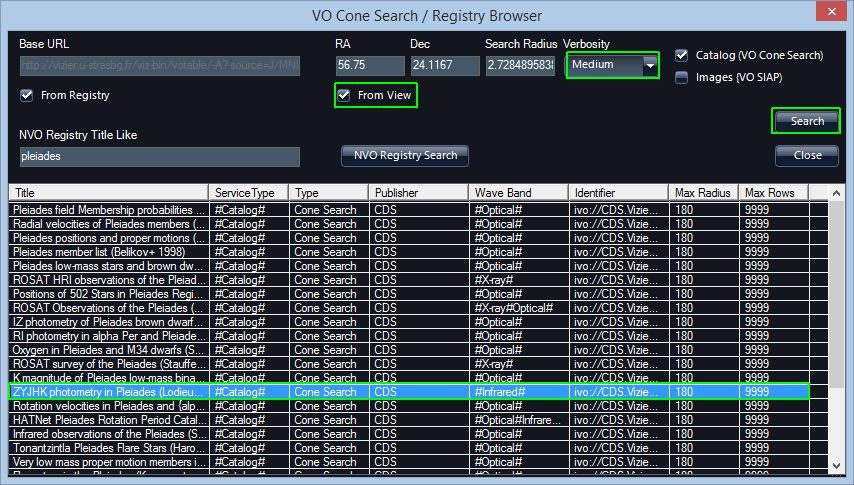 VO Cone Search / Registry Browser
Base URL RA Dec Search Radius Verbosity
http://vizier.u-strasbg.fr/viz-bin/votable/-A?-source=J/MNI 56.75 24.1167 2.728489583 Medium
Catalog (VO Cone Search)
Images (VO SIAP)
From Registry From View
Search
NVO Registry Title Like
pleiades NVO Registry Search Close
Title ServiceType Type Publisher Wave Band Identifier Max Radius Max Rows
Pleiades field Membership probabilities ... #Catalog# Cone Search CDS #Optical# ivo://CDS.Vizie... 180 9999
Radial velocities of Pleiades members (... #Catalog# Cone Search CDS #Optical# ivo://CDS.Vizie... 180 9999
Pleiades positions and proper motions (... #Catalog# Cone Search CDS #Optical# ivo://CDS.Vizie... 180 9999
Pleiades member list (Belikov+ 1998) #Catalog# Cone Search CDS #Optical# ivo://CDS.Vizie... 180 9999
Pleiades low-mass stars and brown dw... #Catalog# Cone Search CDS #Optical# ivo://CDS.Vizie... 180 9999
ROSAT HRI observations of the Pleiad... #Catalog# Cone Search CDS #X-ray# ivo://CDS.Vizie... 180 9999
Positions of 502 Stars in Pleiades Regi... #Catalog# Cone Search CDS #Optical# ivo://CDS.Vizie... 180 9999
ROSAT Observations of the Pleiades (... #Catalog# Cone Search CDS #X-ray#Optical# ivo://CDS.Vizie... 180 9999
IZ photometry of Pleiades brown dwarf... #Catalog# Cone Search CDS #Optical# ivo://CDS.Vizie... 180 9999
RI photometry in alpha Per and Pleiade... #Catalog# Cone Search CDS #Optical# ivo://CDS.Vizie... 180 9999
Oxygen in Pleiades and M34 dwarfs (S... #Catalog# Cone Search CDS #Optical# ivo://CDS.Vizie... 180 9999
ROSAT survey of the Pleiades (Stauffe... #Catalog# Cone Search CDS #X-ray# ivo://CDS.Vizie... 180 9999
K magnitude of Pleiades low-mass bina... #Catalog# Cone Search CDS #Optical# ivo://CDS.Vizie... 180 9999
ZYJHK photometry in Pleiades (Lodieu... #Catalog# Cone Search CDS #Infrared# ivo://CDS.Vizie... 180 9999
Rotation velocities in Pleiades and {alp... #Catalog# Cone Search CDS #Optical# ivo://CDS.Vizie... 180 9999
HATNet Pleiades Rotation Period Catal... #Catalog# Cone Search CDS #Optical#Infrare... ivo://CDS.Vizie... 180 9999
Infrared observations of the Pleiades (S... #Catalog# Cone Search CDS #Optical# ivo://CDS.Vizie... 180 9999
Tonantzintla Pleiades Flare Stars (Haro... #Catalog# Cone Search CDS #Optical# ivo://CDS.Vizie... 180 9999
Very low mass proper motion members i... #Catalog# Cone Search CDS #Optical# ivo://CDS.Vizie... 180 9999